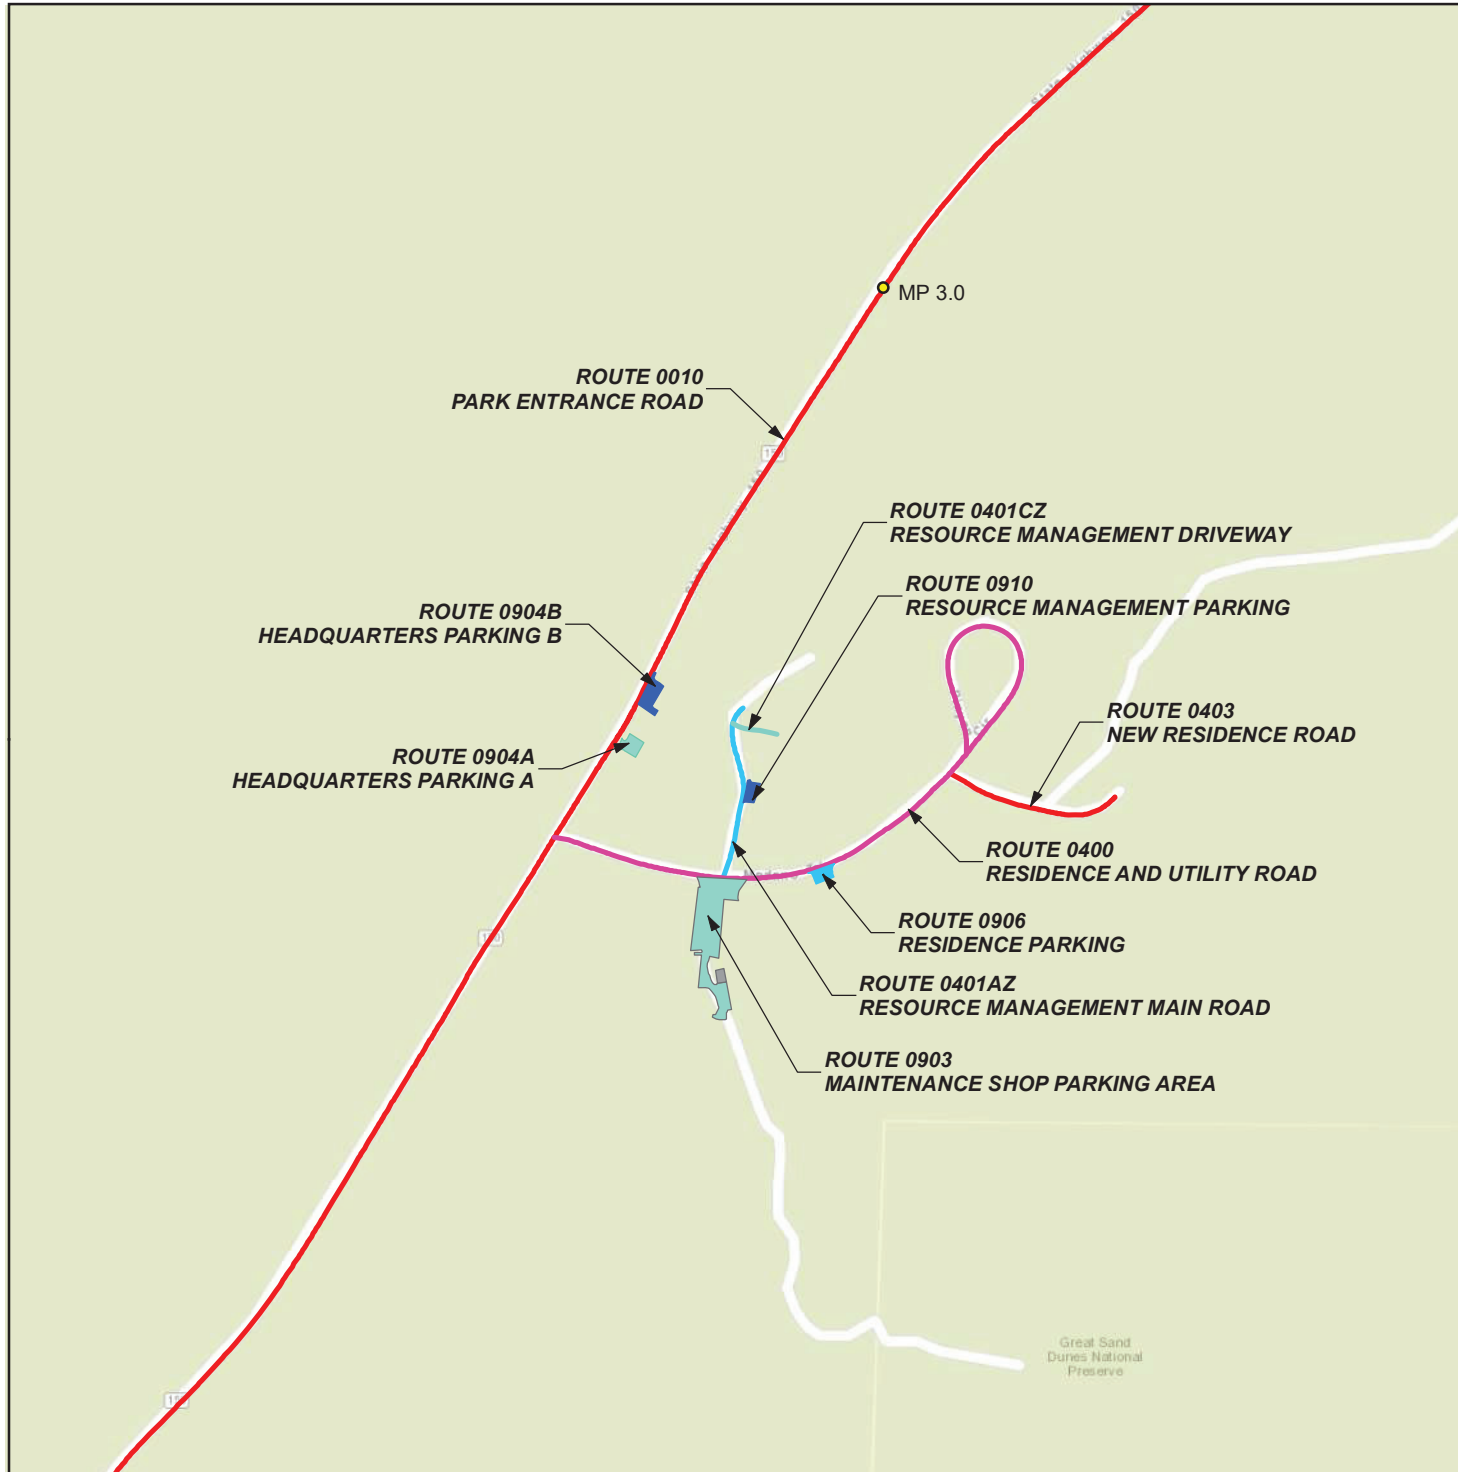 MP 3.0
ROUTE 0010
PARK ENTRANCE ROAD
ROUTE 0401CZ
RESOURCE MANAGEMENT DRIVEWAY
ROUTE 0910
RESOURCE MANAGEMENT PARKING
ROUTE 0904B
HEADQUARTERS PARKING B
ROUTE 0403
NEW RESIDENCE ROAD
ROUTE 0904A
HEADQUARTERS PARKING A
ROUTE 0400
RESIDENCE AND UTILITY ROAD
ROUTE 0906
RESIDENCE PARKING
ROUTE 0401AZ
RESOURCE MANAGEMENT MAIN ROAD
ROUTE 0903
MAINTENANCE SHOP PARKING AREA
Great Sand
Dunes National
Preserve